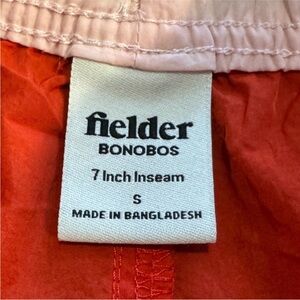 fielder
BONOBOS
7 Inch Inseam
S
MADE IN BANGLADESH